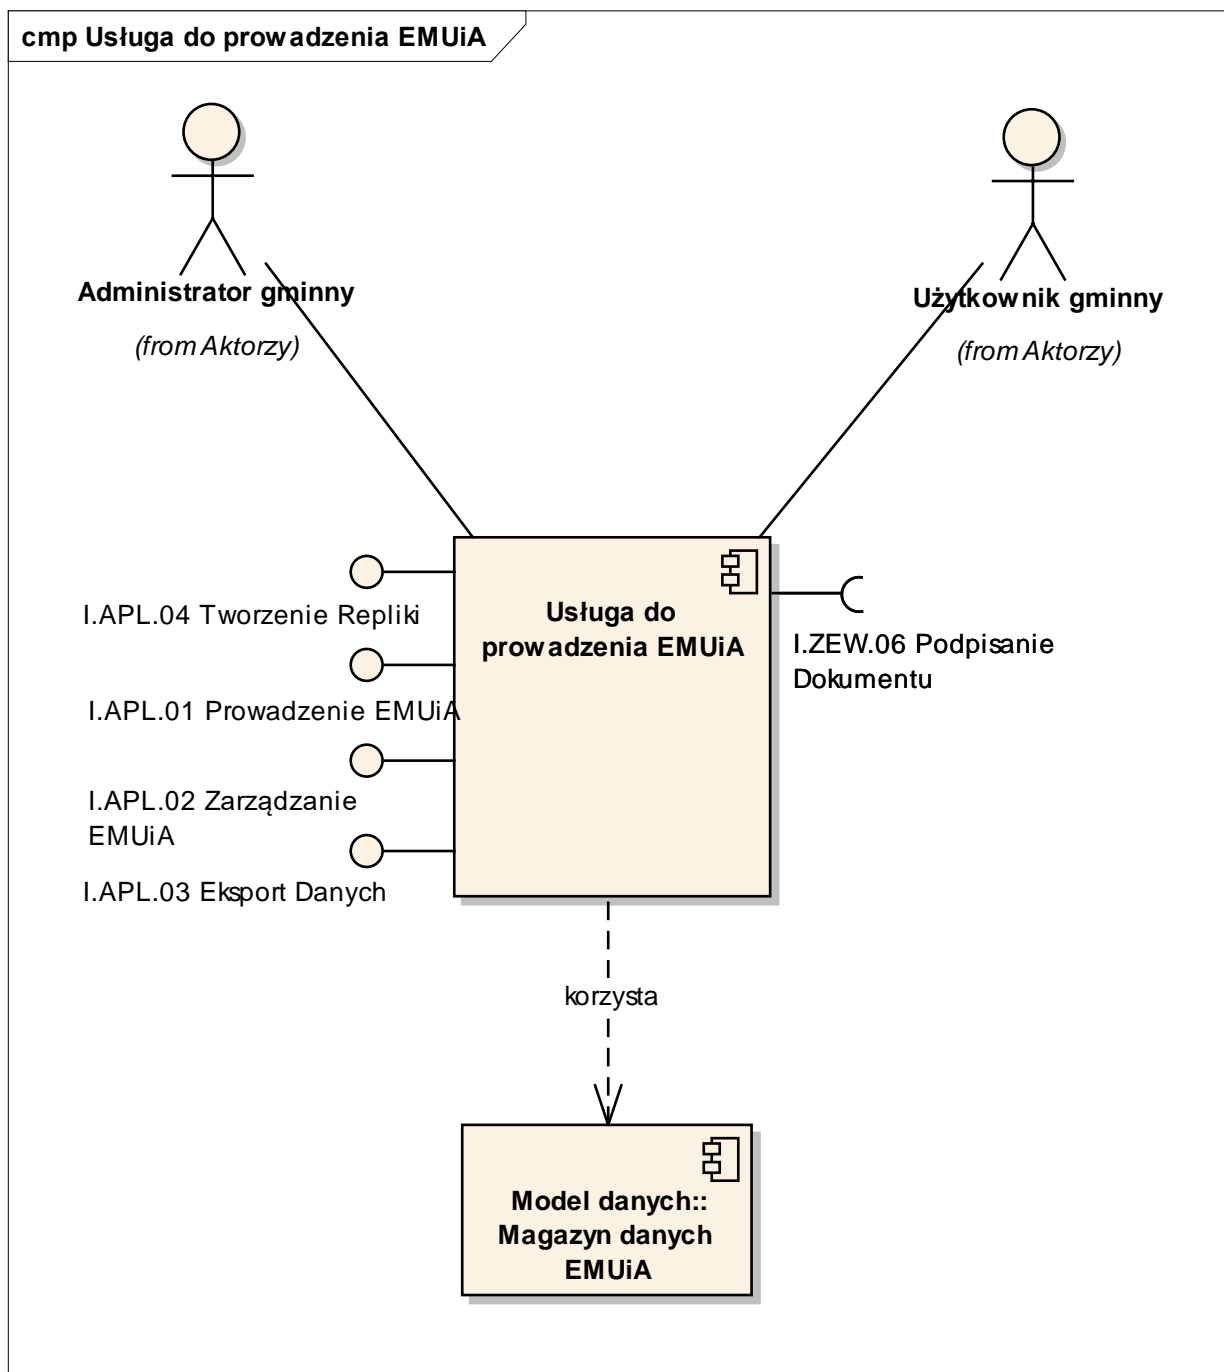 cmp Usługa do prowadzenia EMUiA
Administrator gminny
(from Aktorzy)
Użytkownik gminny
(from Aktorzy)
I.APL.04 Tworzenie Repliki
I.APL.01 Prowadzenie EMUiA
I.APL.02 Zarządzanie
EMUiA
I.APL.03 Eksport Danych
Usługa do
prowadzenia EMUiA
I.ZEW.06 Podpisanie
Dokumentu
korzysta
Model danych::
Magazyn danych
EMUiA